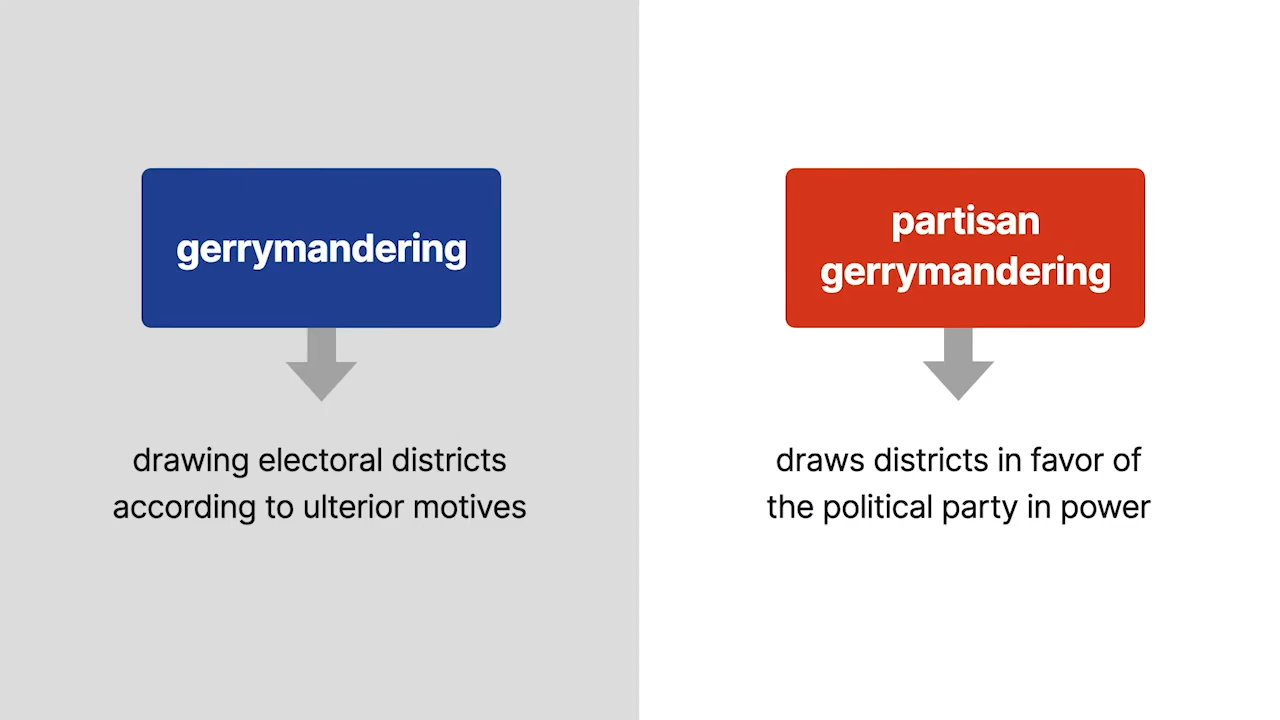 gerrymandering
drawing electoral districts
according to ulterior motives
partisan
gerrymandering
draws districts in favor of
the political party in power